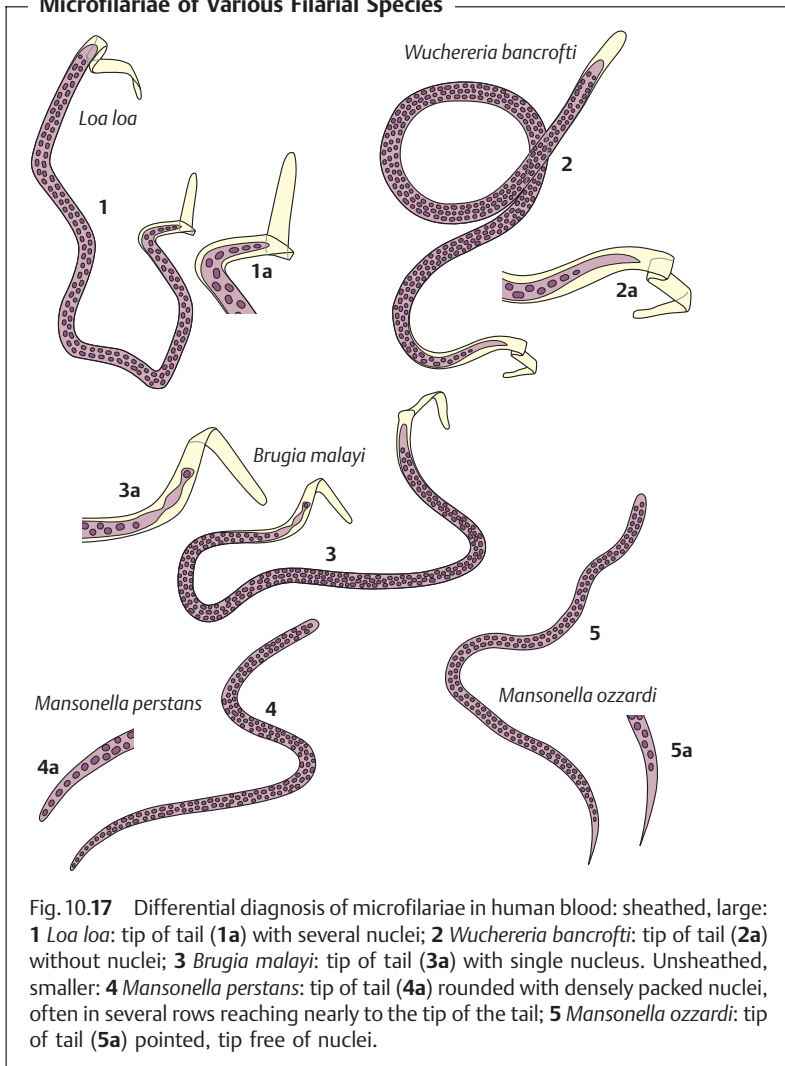 Microfilariae of Various Filarial Species
Wuchereria bancrofti
Loa loa
2
1
1a
2a
Brugia malayi
3a
3
5
Mansonella perstans
4
Mansonella ozzardi
4a
5a
Fig. 10.17 Differential diagnosis of microfilariae in human blood: sheathed, large:
1 Loa loa: tip of tail (1a) with several nuclei; 2 Wuchereria bancrofti: tip of tail (2a)
without nuclei; 3 Brugia malayi: tip of tail (3a) with single nucleus. Unsheathed,
smaller: 4 Mansonella perstans: tip of tail (4a) rounded with densely packed nuclei,
often in several rows reaching nearly to the tip of the tail; 5 Mansonella ozzardi: tip
of tail (5a) pointed, tip free of nuclei.